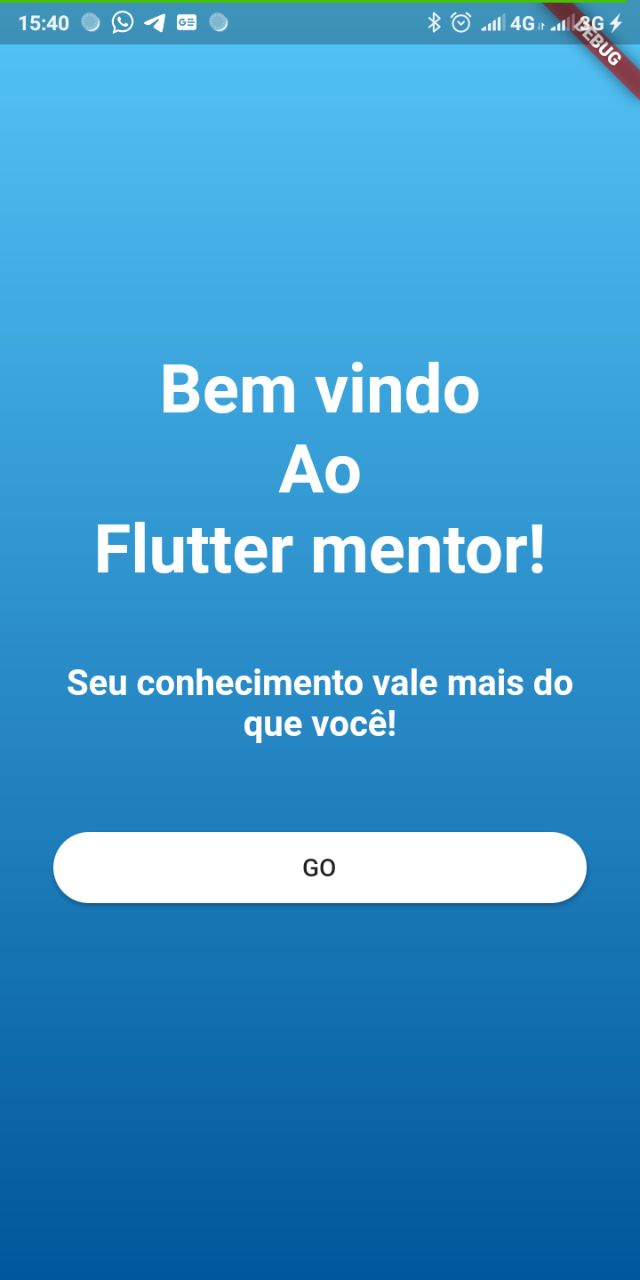 15:40 4G 3G
DEBUG
Bem vindo
Ao
Flutter mentor!
Seu conhecimento vale mais do
que você!
GO